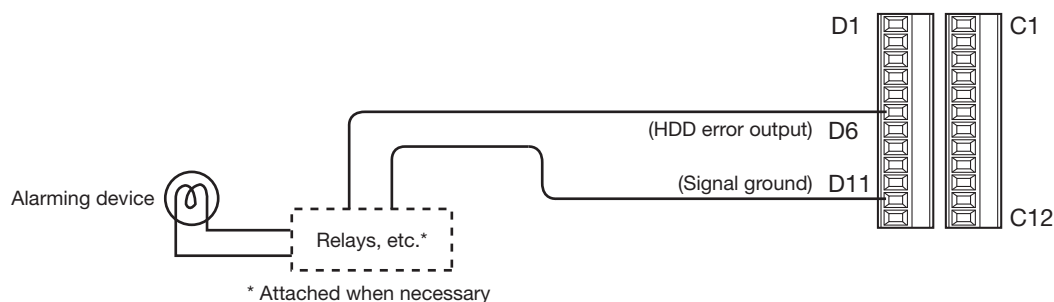 D1
C1
(HDD error output) D6
Alarming device
(Signal ground) D11
Relays, etc.*
C12
* Attached when necessary